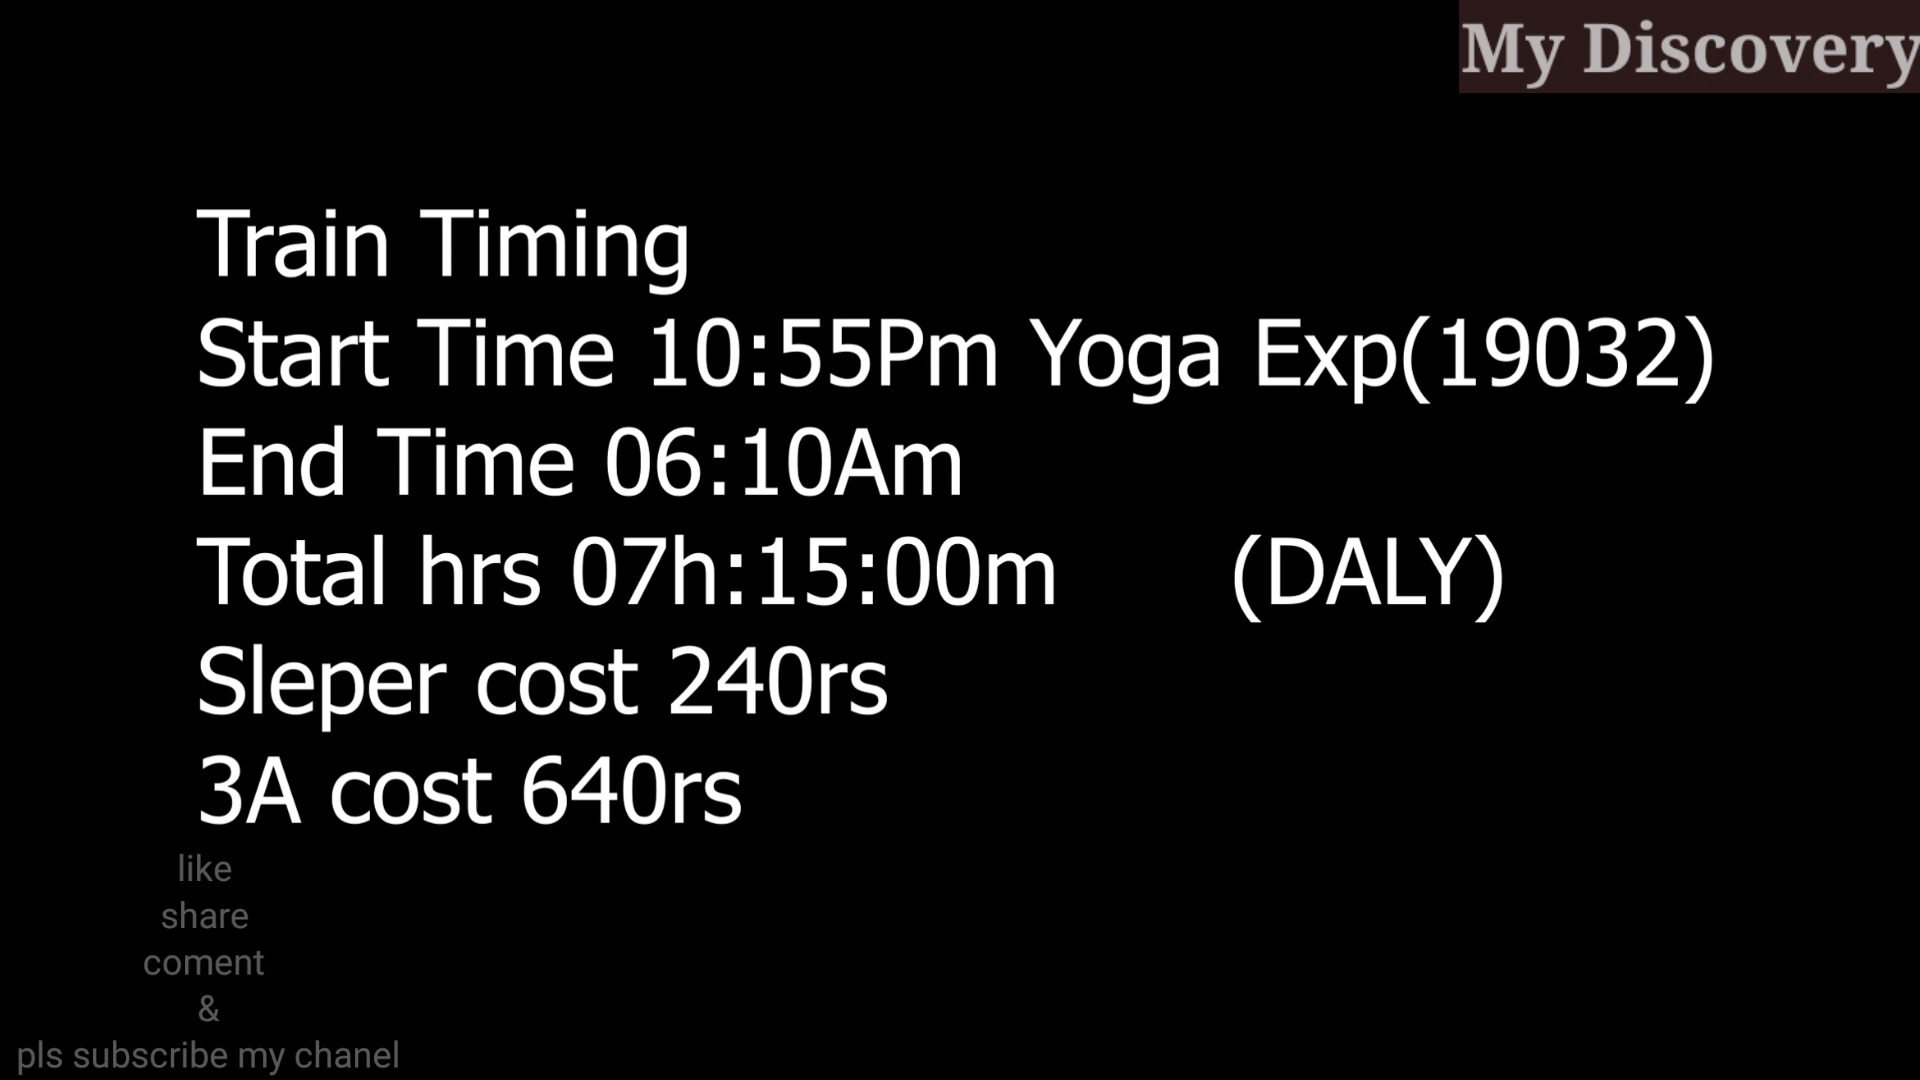 My Discovery
Train Timing
Start Time 10:55Pm Yoga Exp(19032)
End Time 06:10Am
Total hrs 07h:15:00m (DALY)
Sleper cost 240rs
3A cost 640rs
like
share
coment
&
pls subscribe my chanel